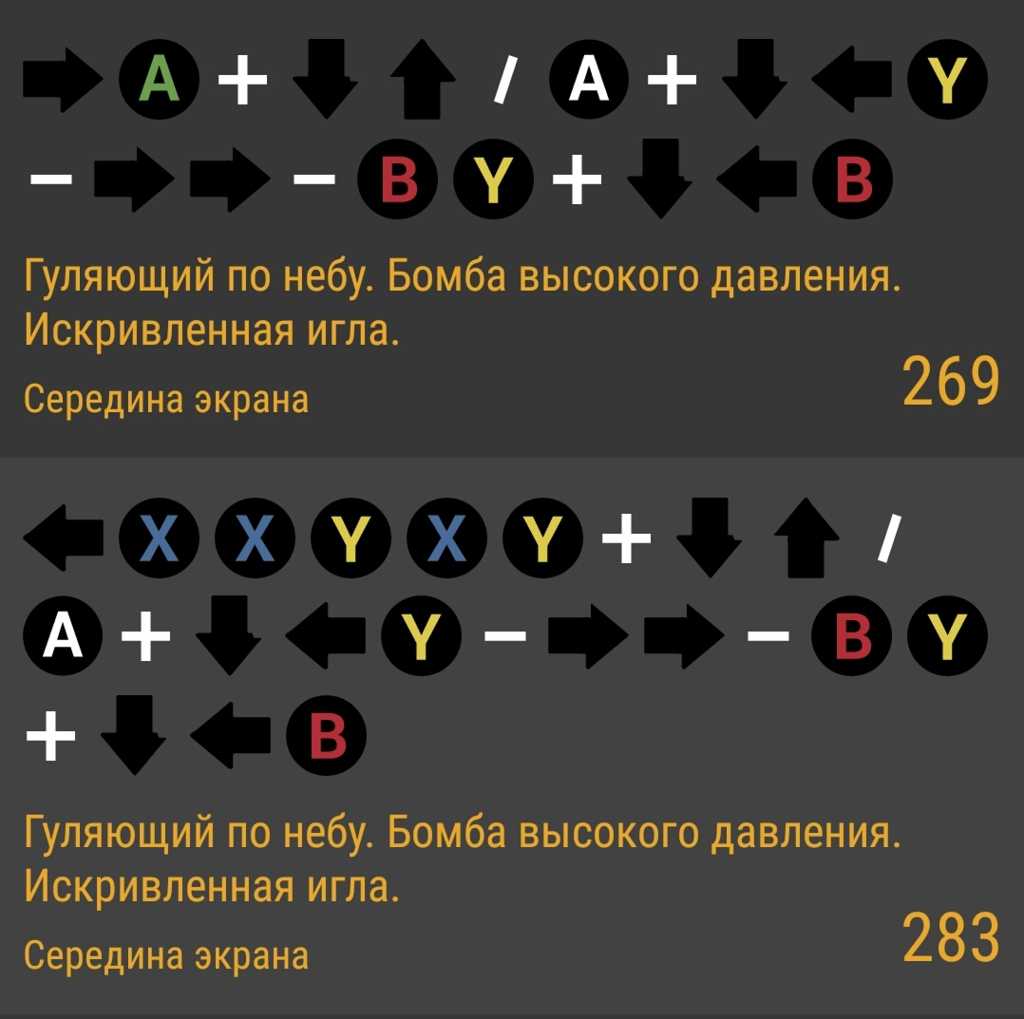 → A + ↓ ↑ / A + ↓ ← Y
− → → − B Y + ↓ ← B
Гуляющий по небу. Бомба высокого давления.
Искривленная игла.
Середина экрана
269
← X X Y X Y + ↓ ↑ /
A + ↓ ← Y − → → − B Y
+ ↓ ← B
Гуляющий по небу. Бомба высокого давления.
Искривленная игла.
Середина экрана
283